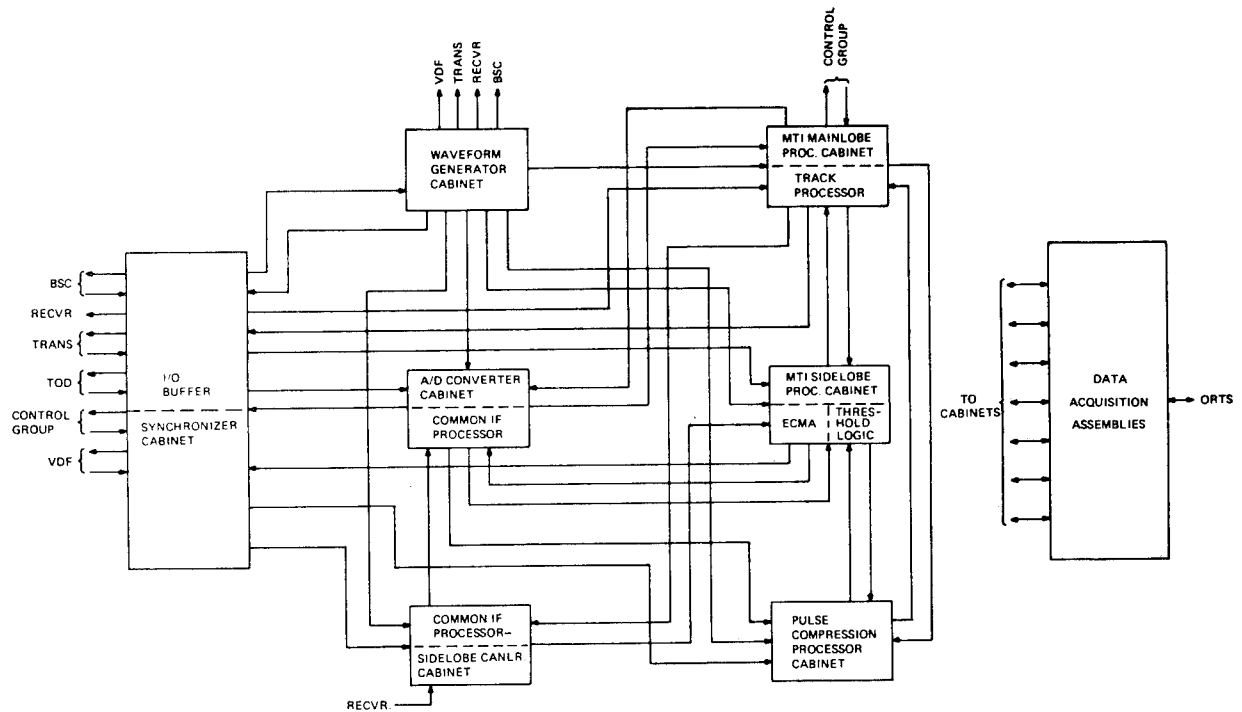 VDF
TRANS
RECVR
BSC
CONTROL
GROUP
WAVEFORM
GENERATOR
CABINET
MTI MAINLOBE
PROC. CABINET
TRACK
PROCESSOR
BSC
RECVR
TRANS
TOD
CONTROL
GROUP
VDF
I/O
BUFFER
SYNCHRONIZER
CABINET
A/D CONVERTER
CABINET
COMMON IF
PROCESSOR
MTI SIDELOBE
PROC. CABINET
ECMA
THRES-
HOLD
LOGIC
TO
CABINETS
DATA
ACQUISITION
ASSEMBLIES
ORTS
COMMON IF
PROCESSOR–
SIDELOBE CANLR
CABINET
RECVR.
PULSE
COMPRESSION
PROCESSOR
CABINET